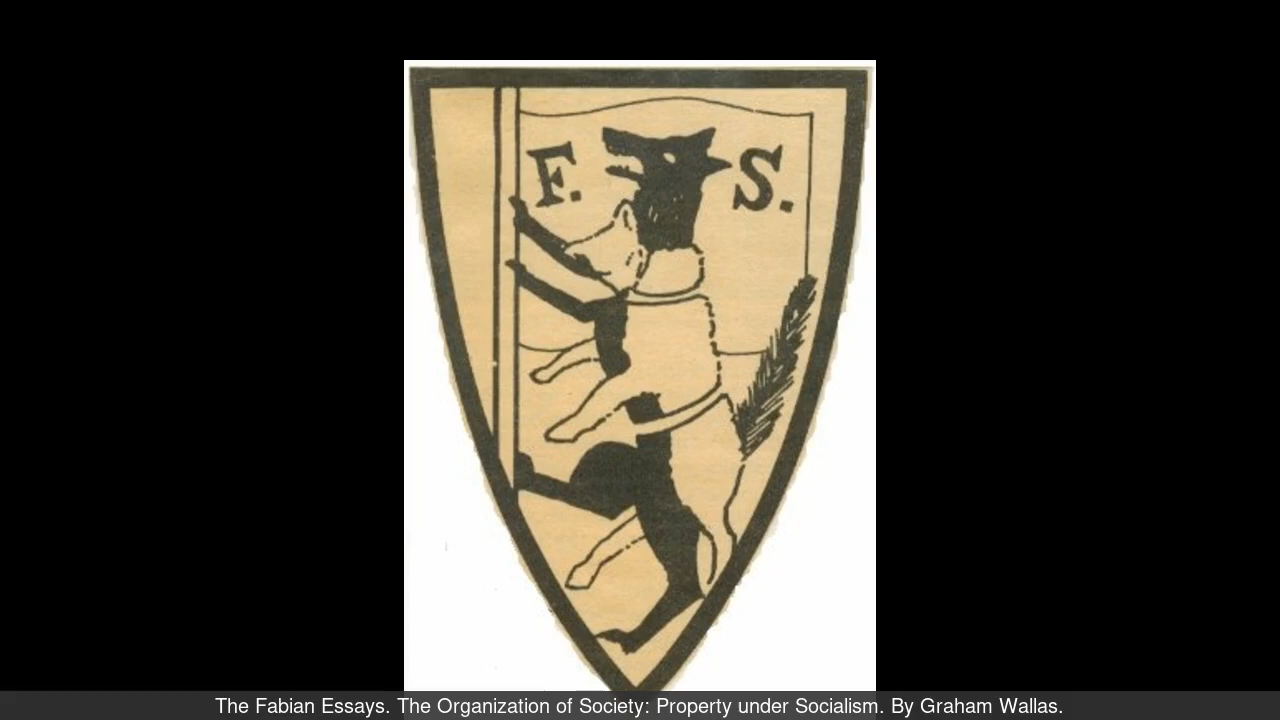 F. S.
The Fabian Essays. The Organization of Society: Property under Socialism. By Graham Wallas.